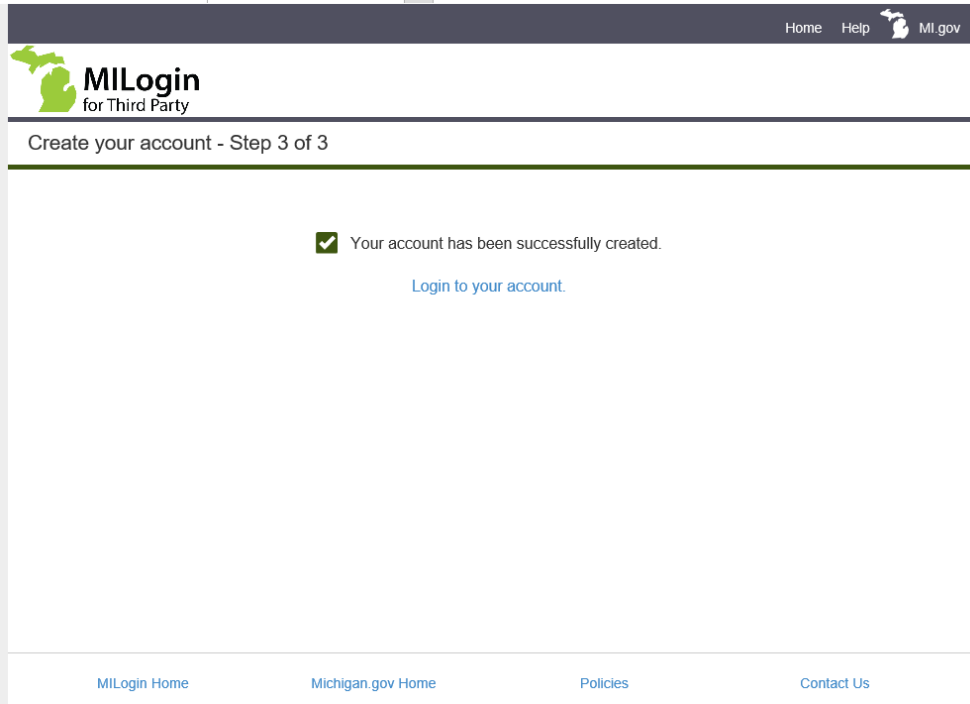 Home Help MI.gov
MILogin
for Third Party
Create your account - Step 3 of 3
Your account has been successfully created.
Login to your account.
MILogin Home Michigan.gov Home Policies Contact Us